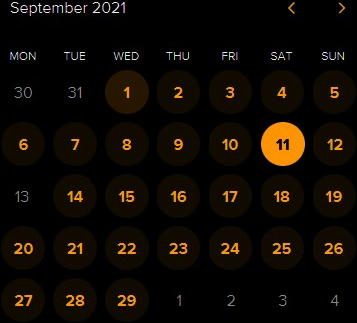 September 2021
MON TUE WED THU FRI SAT SUN
30 31 1 2 3 4 5
6 7 8 9 10 11 12
13 14 15 16 17 18 19
20 21 22 23 24 25 26
27 28 29 1 2 3 4